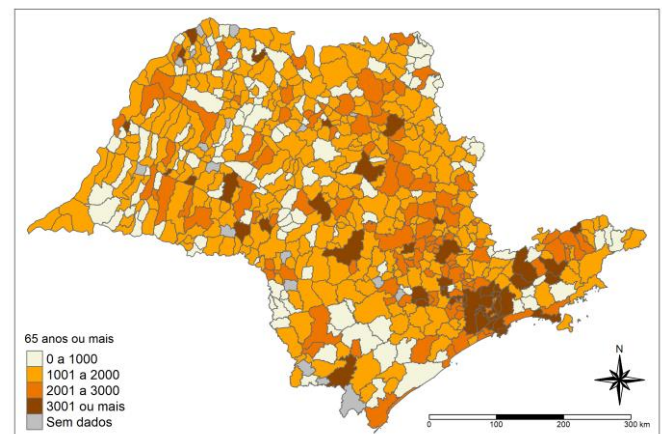 65 anos ou mais
0 a 1000
1001 a 2000
2001 a 3000
3001 ou mais
Sem dados
N
0 100 200 300 km